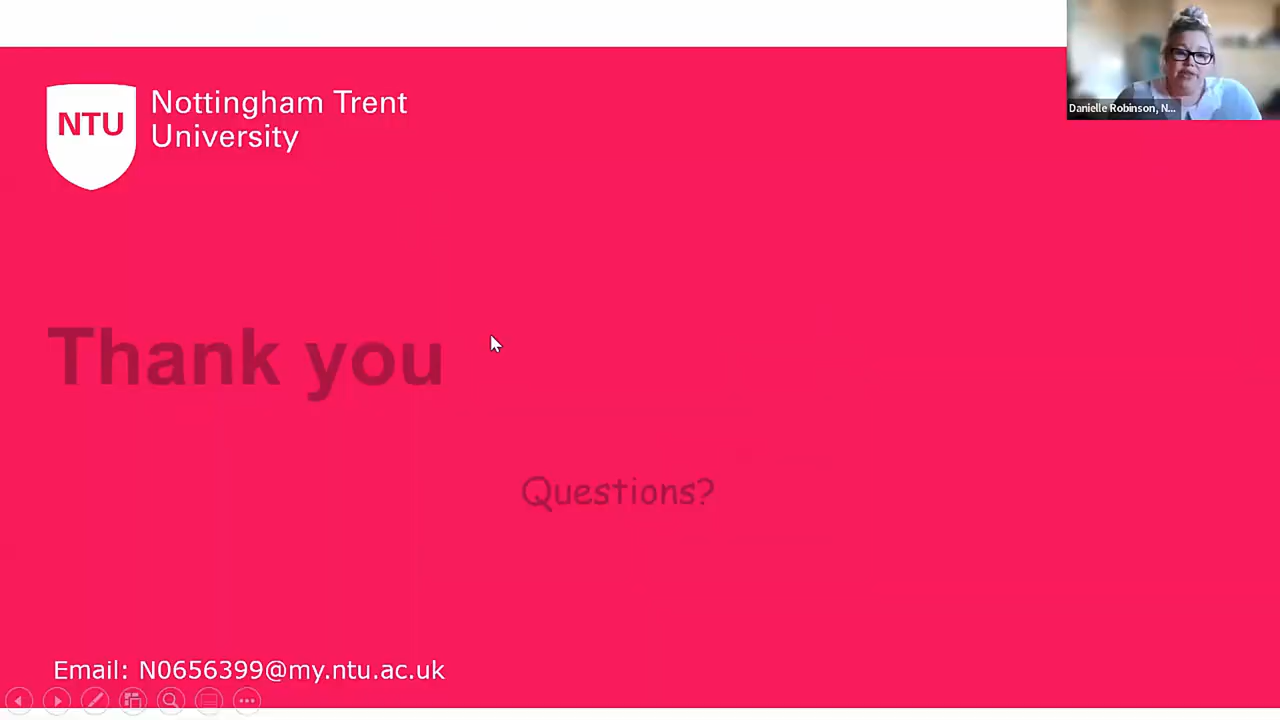 Danielle Robinson, N...
NTU
Nottingham Trent
University
Thank you
Questions?
Email: N0656399@my.ntu.ac.uk